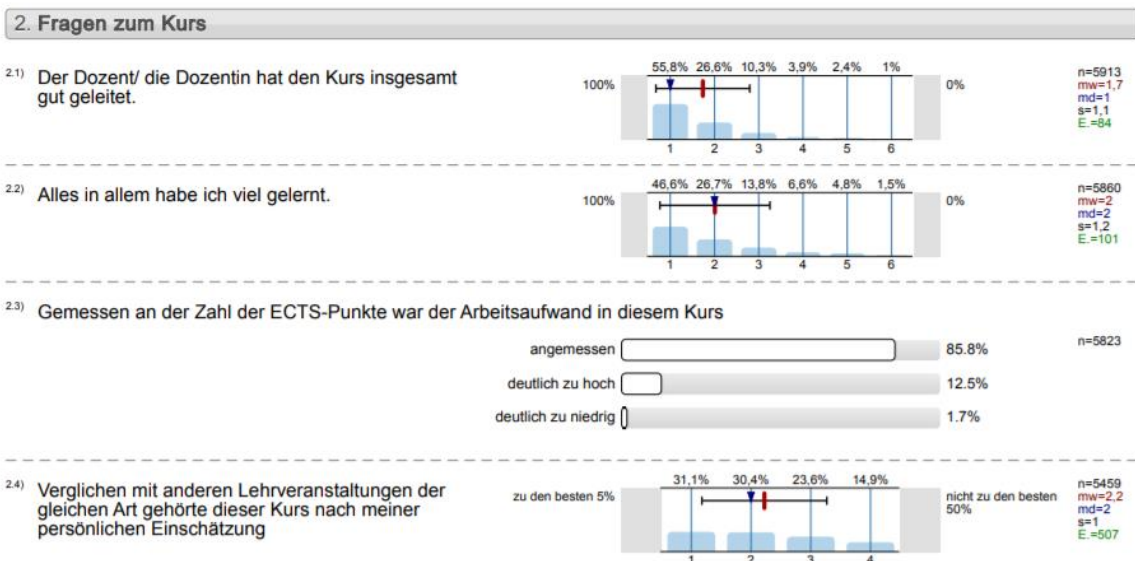 2. Fragen zum Kurs
2.1) Der Dozent/ die Dozentin hat den Kurs insgesamt
gut geleitet.
55,8% 26,6% 10,3% 3,9% 2,4% 1%
100% 0%
1 2 3 4 5 6
n=5913
mw=1,7
md=1
s=1,1
E.=84
2.2) Alles in allem habe ich viel gelernt.
46,6% 26,7% 13,8% 6,6% 4,8% 1,5%
100% 0%
1 2 3 4 5 6
n=5860
mw=2
md=2
s=1,2
E.=101
2.3) Gemessen an der Zahl der ECTS-Punkte war der Arbeitsaufwand in diesem Kurs
angemessen 85.8% n=5823
deutlich zu hoch 12.5%
deutlich zu niedrig 1.7%
2.4) Verglichen mit anderen Lehrveranstaltungen der
gleichen Art gehörte dieser Kurs nach meiner
persönlichen Einschätzung
31,1% 30,4% 23,6% 14,9%
zu den besten 5%
nicht zu den besten
50%
1 2 3 4
n=5459
mw=2,2
md=2
s=1
E.=507